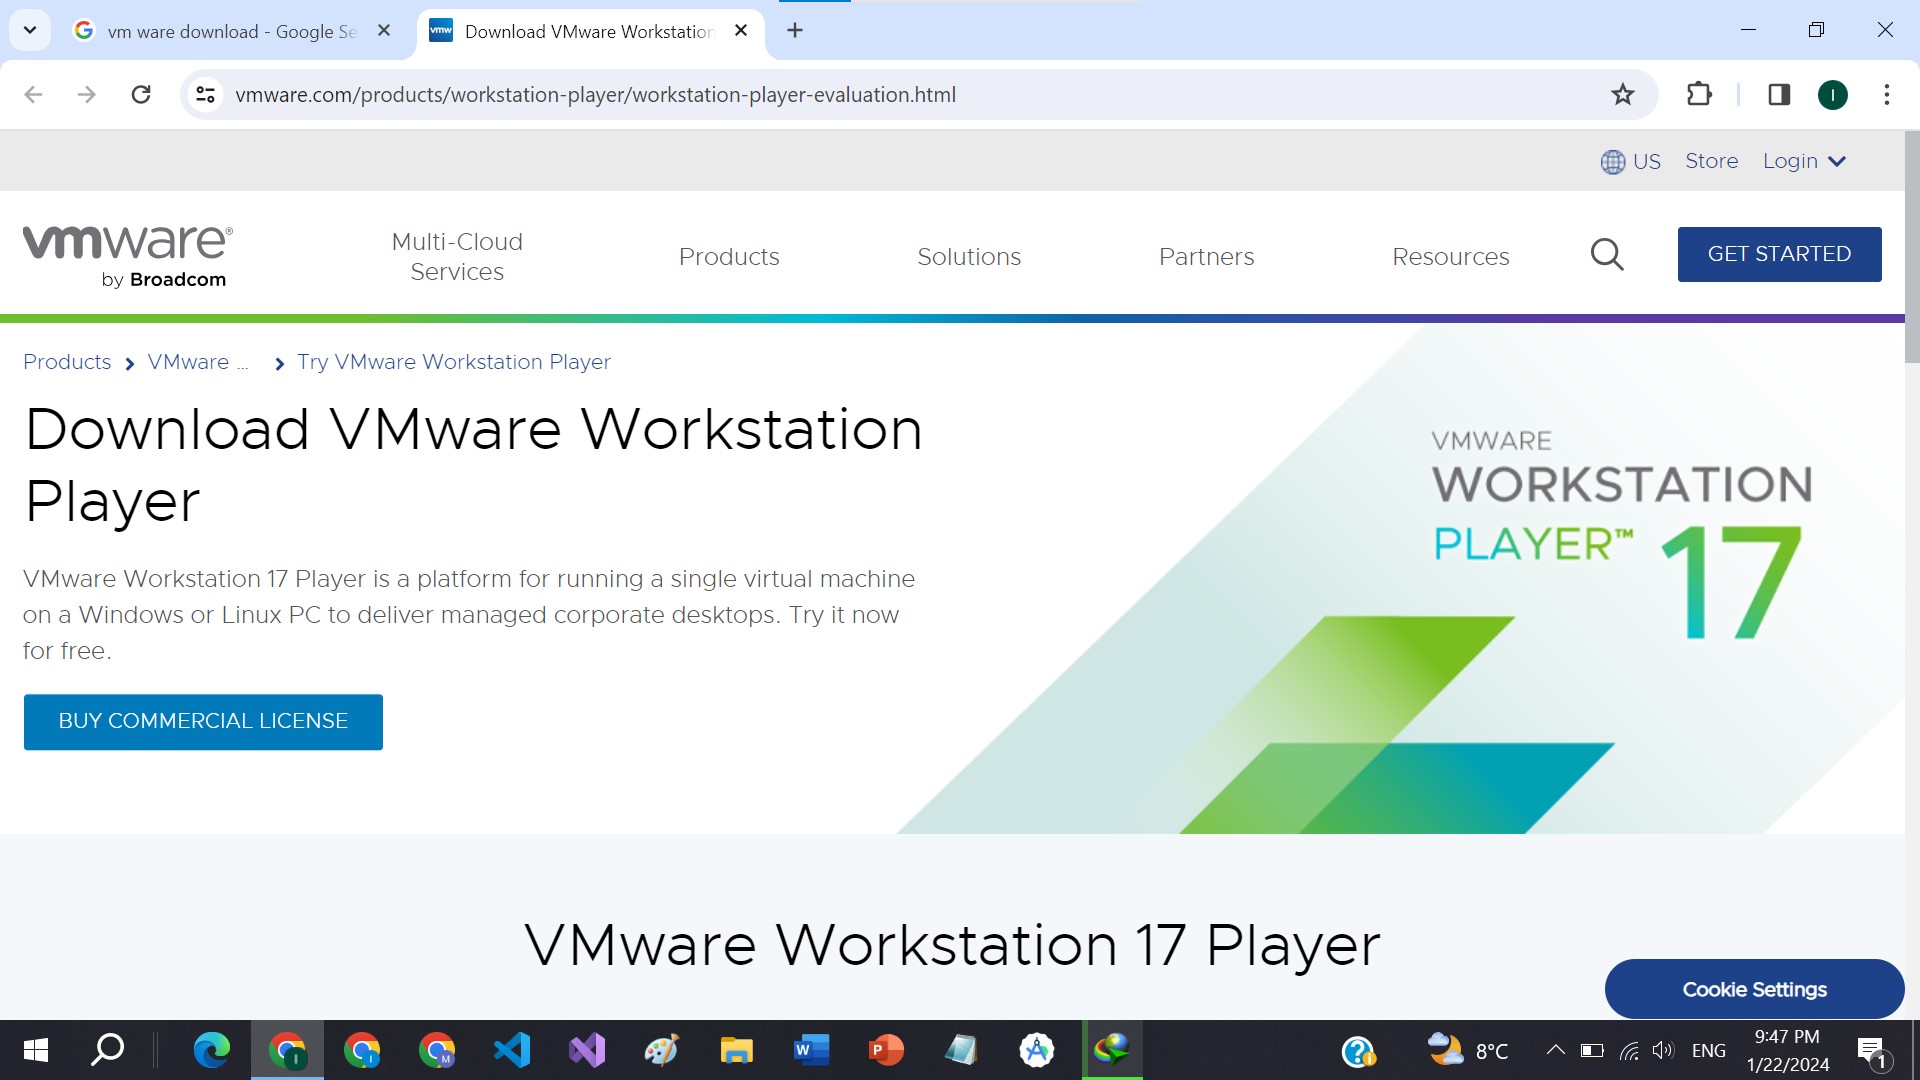 vm ware download - Google Se
vmw
Download VMware Workstation
vmware.com/products/workstation-player/workstation-player-evaluation.html
I
US
Store
Login
vmware®
by Broadcom
Multi-Cloud
Services
Products
Solutions
Partners
Resources
GET STARTED
Products
VMware ...
Try VMware Workstation Player
Download VMware Workstation
Player
VMware Workstation 17 Player is a platform for running a single virtual machine
on a Windows or Linux PC to deliver managed corporate desktops. Try it now
for free.
BUY COMMERCIAL LICENSE
VMWARE
WORKSTATION
PLAYER™ 17
VMware Workstation 17 Player
Cookie Settings
I
I
M
W
P
8°C
ENG
9:47 PM
1/22/2024
1